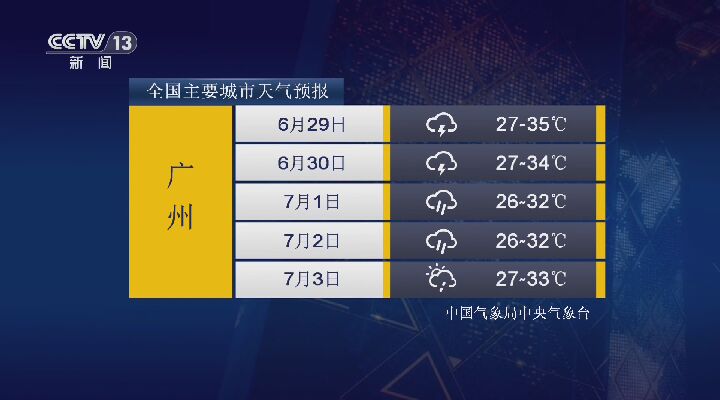 CCTV 13
新闻
全国主要城市天气预报
广州
6月29日 27-35℃
6月30日 27-34℃
7月1日 26~32℃
7月2日 26~32℃
7月3日 27~33℃
中国气象局中央气象台